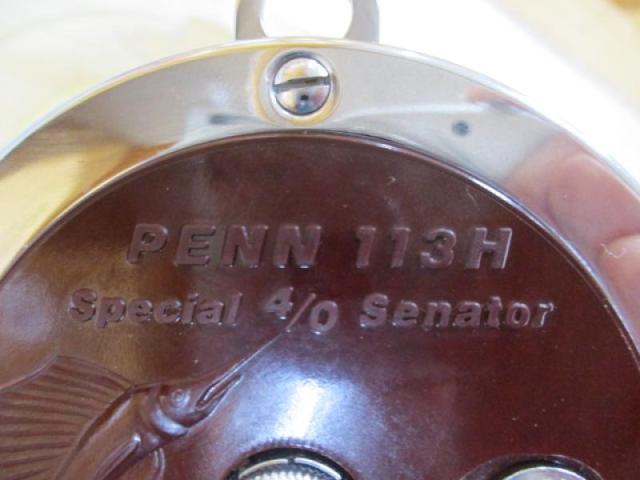 PENN 113H
Special 4/0 Senator